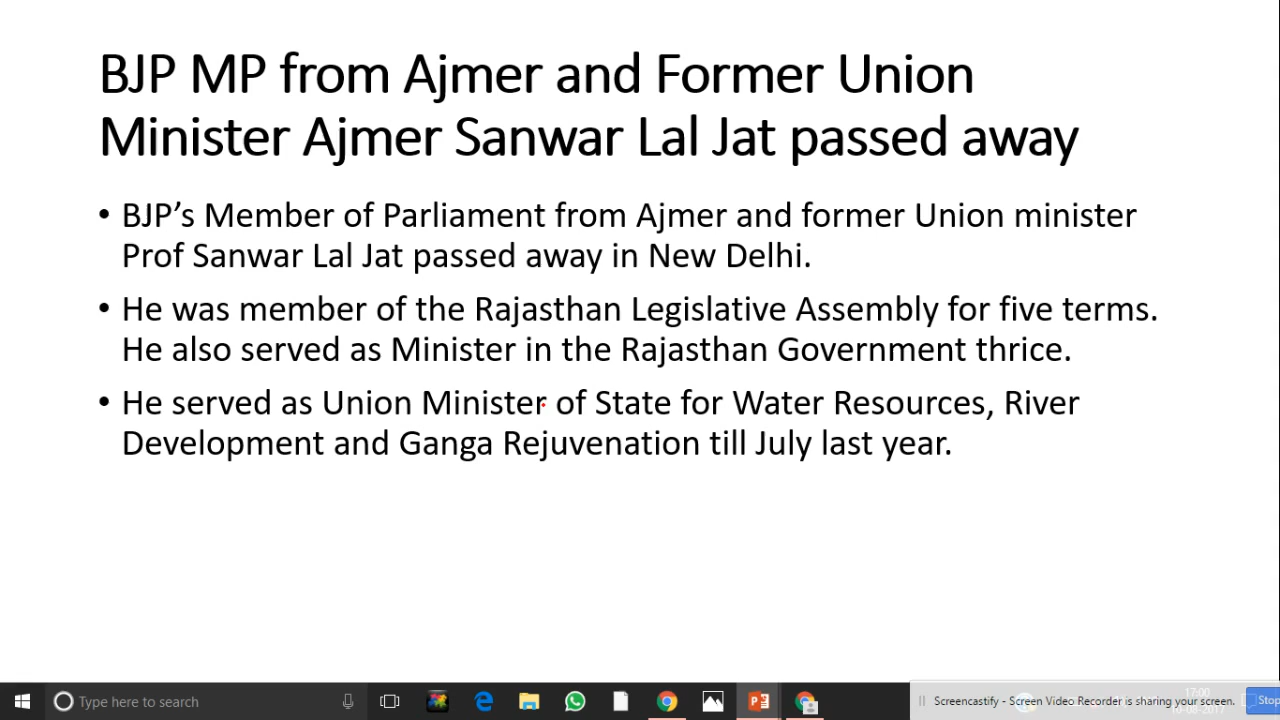 BJP MP from Ajmer and Former Union
Minister Ajmer Sanwar Lal Jat passed away
• BJP’s Member of Parliament from Ajmer and former Union minister
Prof Sanwar Lal Jat passed away in New Delhi.
• He was member of the Rajasthan Legislative Assembly for five terms.
He also served as Minister in the Rajasthan Government thrice.
• He served as Union Minister of State for Water Resources, River
Development and Ganga Rejuvenation till July last year.
Type here to search
Screencastify - Screen Video Recorder is sharing your screen.
Stop
17:00